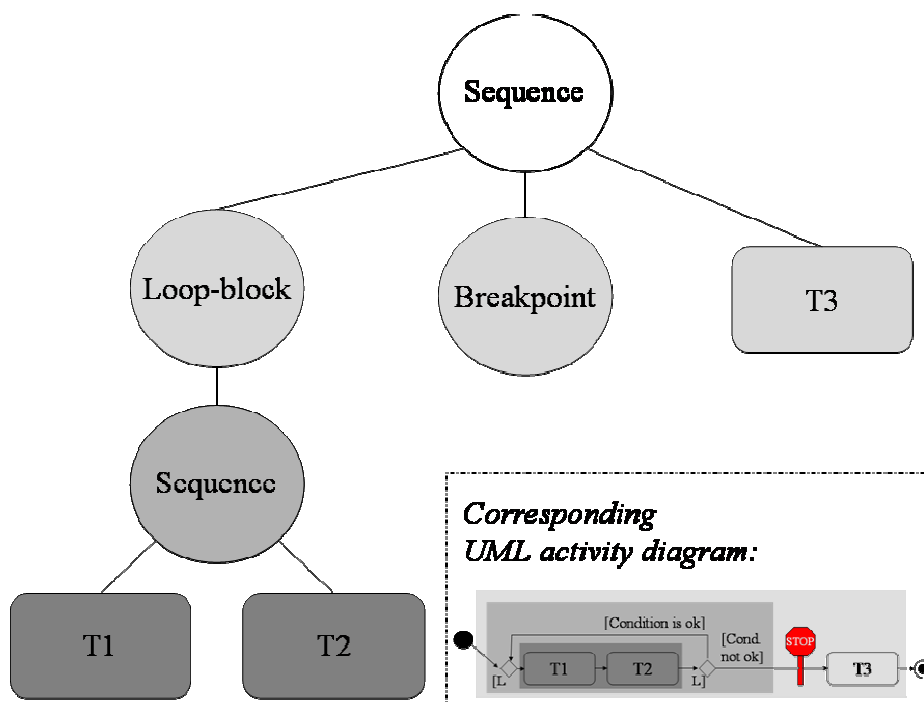 Sequence
Loop-block
Breakpoint
T3
Sequence
T1
T2
Corresponding
UML activity diagram:
[Condition is ok]
[Cond.
not ok]
STOP
T1
T2
T3
[L
L]